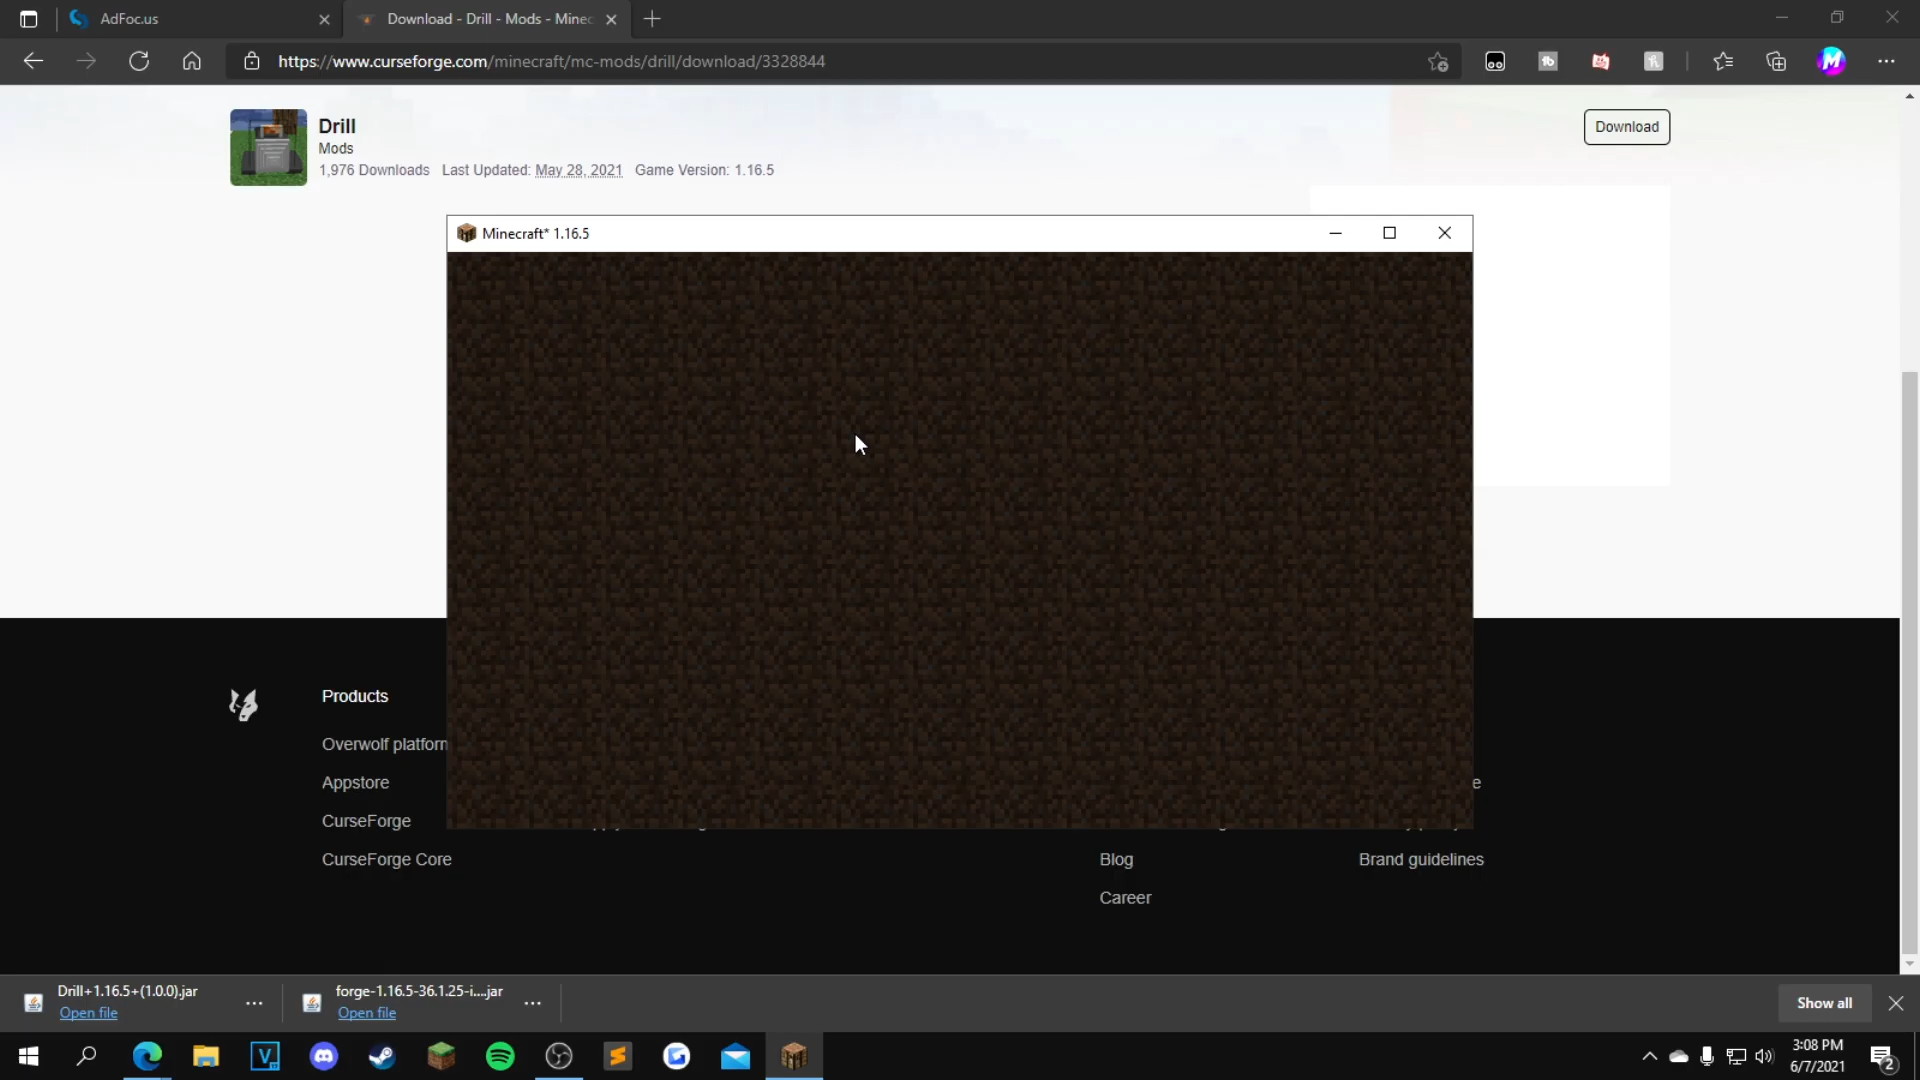 AdFoc.us
Download - Drill - Mods - Minec
https://www.curseforge.com/minecraft/mc-mods/drill/download/3328844
Drill
Mods
1,976 Downloads Last Updated: May 28, 2021 Game Version: 1.16.5
Download
Minecraft* 1.16.5
Products
Overwolf platform
Appstore
CurseForge
CurseForge Core
Blog
Career
Brand guidelines
Drill+1.16.5+(1.0.0).jar
Open file
forge-1.16.5-36.1.25-i....jar
Open file
Show all
3:08 PM
6/7/2021
2